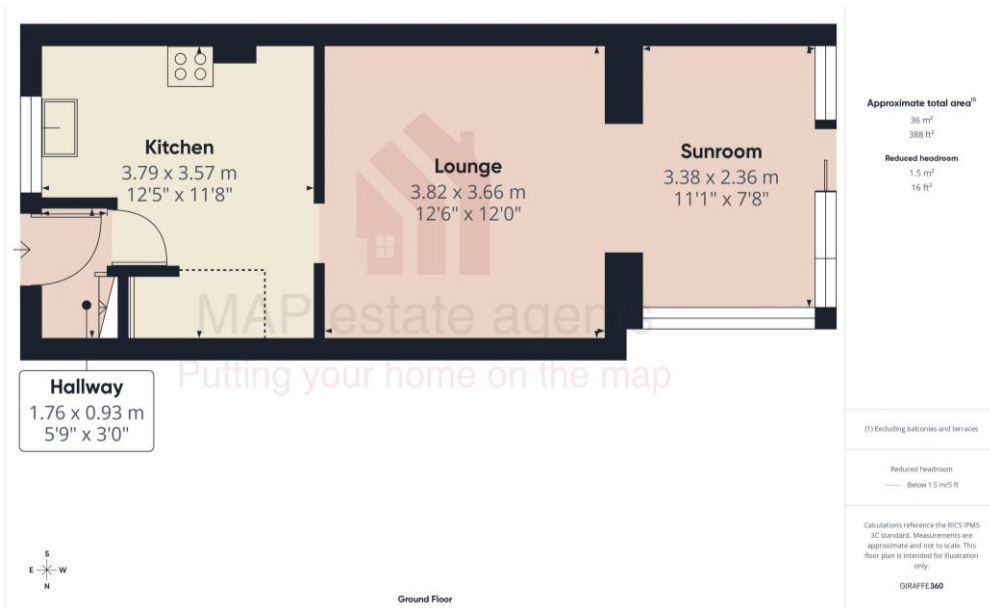 Kitchen
3.79 x 3.57 m
12'5" x 11'8"
Lounge
3.82 x 3.66 m
12'6" x 12'0"
Sunroom
3.38 x 2.36 m
11'1" x 7'8"
MAP estate agents
Putting your home on the map
Hallway
1.76 x 0.93 m
5'9" x 3'0"
S
E W
N
Ground Floor
Approximate total area(1)
36 m²
388 ft²
Reduced headroom
1.5 m²
16 ft²
(1) Excluding balconies and terraces
Reduced headroom
Below 1.5 m/5 ft
Calculations reference the RICS IPMS
3C standard. Measurements are
approximate and not to scale. This
floor plan is intended for illustration
only.
GIRAFFE360